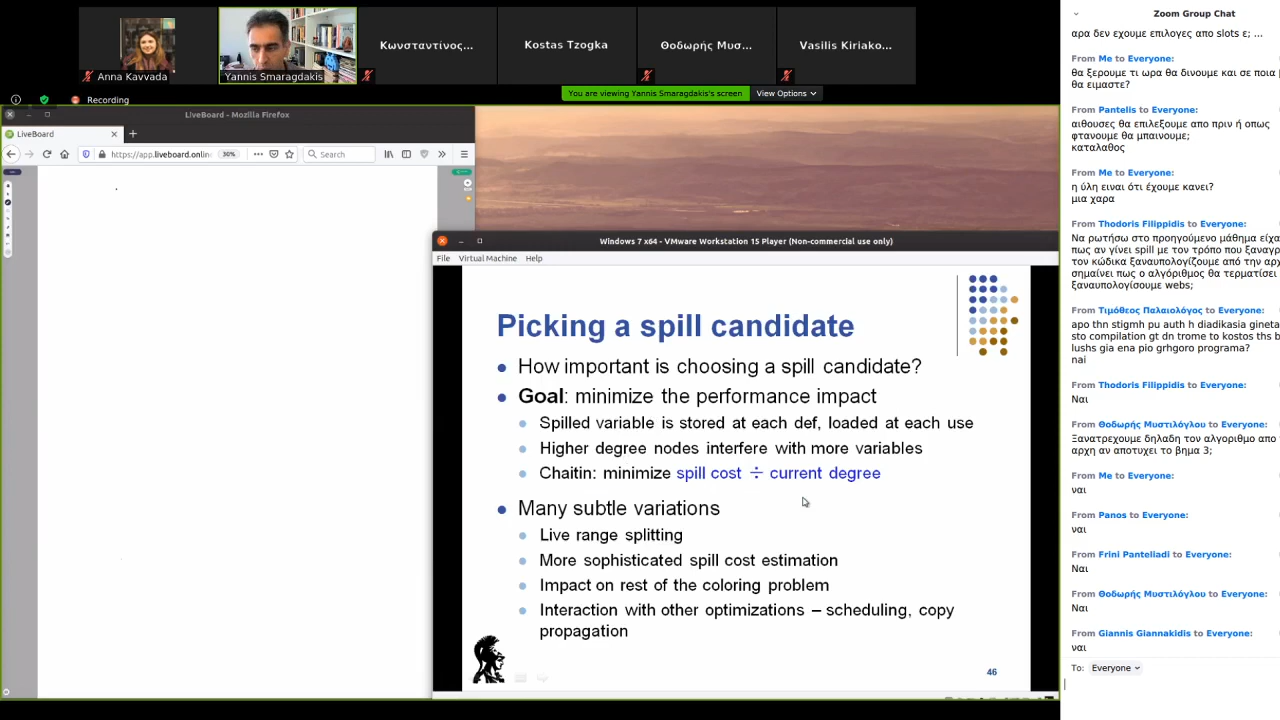 Anna Kavvada
Yannis Smaragdakis
Κωνσταντίνος...
Kostas Tzogka
Θοδωρής Μυσ...
Vasilis Kiriako...
You are viewing Yannis Smaragdakis's screen
View Options
Recording
LiveBoard - Mozilla Firefox
LiveBoard
https://app.liveboard.onlin
30%
Search
Windows 7 x64 - VMware Workstation 15 Player (Non-commercial use only)
File Virtual Machine Help
Picking a spill candidate
How important is choosing a spill candidate?
Goal: minimize the performance impact
Spilled variable is stored at each def, loaded at each use
Higher degree nodes interfere with more variables
Chaitin: minimize spill cost ÷ current degree
Many subtle variations
Live range splitting
More sophisticated spill cost estimation
Impact on rest of the coloring problem
Interaction with other optimizations – scheduling, copy
propagation
46
Zoom Group Chat
αρα δεν εχουμε επιλογες απο slots ε; ...
From Me to Everyone:
θα ξερουμε τι ωρα θα δινουμε και σε ποια
θα ειμαστε?
From Pantelis to Everyone:
αιθουσες θα επιλεξουμε απο πριν ή οπως
φτανουμε θα μπαινουμε;
καταλαθος
From Me to Everyone:
η ύλη ειναι ότι έχουμε κανει?
μια χαρα
From Thodoris Filippidis to Everyone:
Να ρωτήσω στο προηγούμενο μάθημα είχα
πως αν γίνει spill με τον τρόπο που ξαναγρ
τον κώδικα ξαναυπολογίζουμε από την αρχ
σημαίνει πως ο αλγόριθμος θα τερματίσει
ξαναυπολογίσουμε webs;
From Τιμόθεος Παλαιολόγος to Everyone:
apo thn stigmh pu auth h diadikasia gineta
sto compilation gt dn trome to kostos ths b
lushs gia ena pio grhgoro programa?
nai
From Thodoris Filippidis to Everyone:
Ναι
From Θοδωρής Μυστιλόγλου to Everyone:
Ξανατρεχουμε δηλαδη τον αλγοριθμο απο
αρχη αν αποτυχει το βημα 3;
From Me to Everyone:
ναι
From Panos to Everyone:
ναι
From Frini Panteliadi to Everyone:
Ναι
From Θοδωρής Μυστιλόγλου to Everyone:
Ναι
From Giannis Giannakidis to Everyone:
ναι
To: Everyone